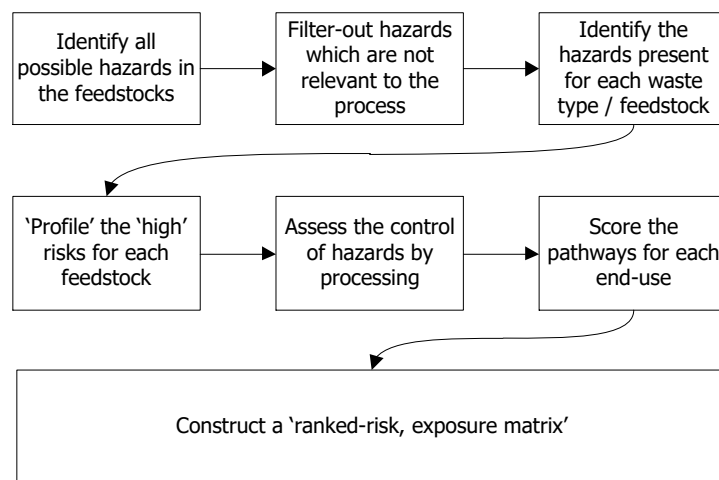 Identify all
possible hazards in
the feedstocks
Filter-out hazards
which are not
relevant to the
process
Identify the
hazards present
for each waste
type / feedstock
‘Profile’ the ‘high’
risks for each
feedstock
Assess the control
of hazards by
processing
Score the
pathways for each
end-use
Construct a ‘ranked-risk, exposure matrix’